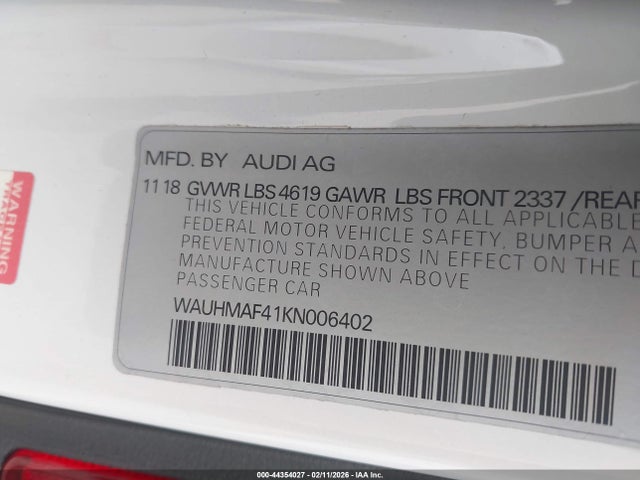 MFD. BY AUDI AG
11 18 GVWR LBS 4619 GAWR LBS FRONT 2337 /REAR
THIS VEHICLE CONFORMS TO ALL APPLICABLE
FEDERAL MOTOR VEHICLE SAFETY, BUMPER A
PREVENTION STANDARDS IN EFFECT ON THE D
MANUFACTURE SHOWN ABOVE
PASSENGER CAR
WAUHMAF41KN006402
WARNING
000-44354027 - 02/11/2026 - IAA Inc.